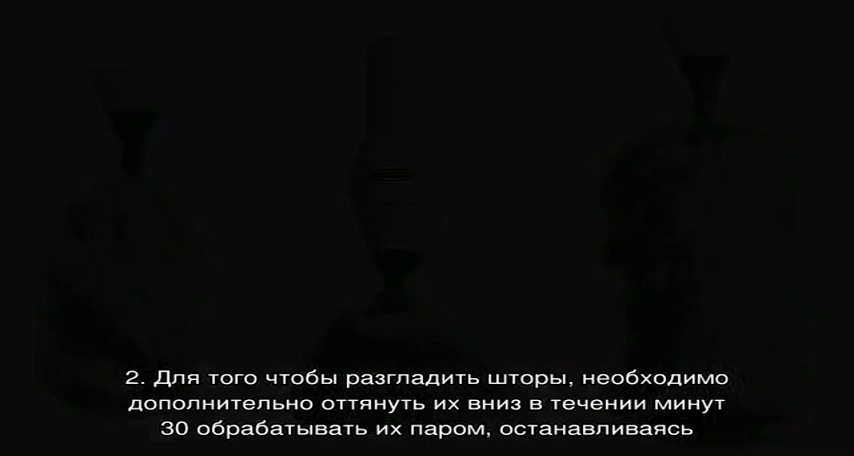 2. Для того чтобы разгладить шторы, необходимо
дополнительно оттянуть их вниз в течении минут
30 обрабатывать их паром, останавливаясь